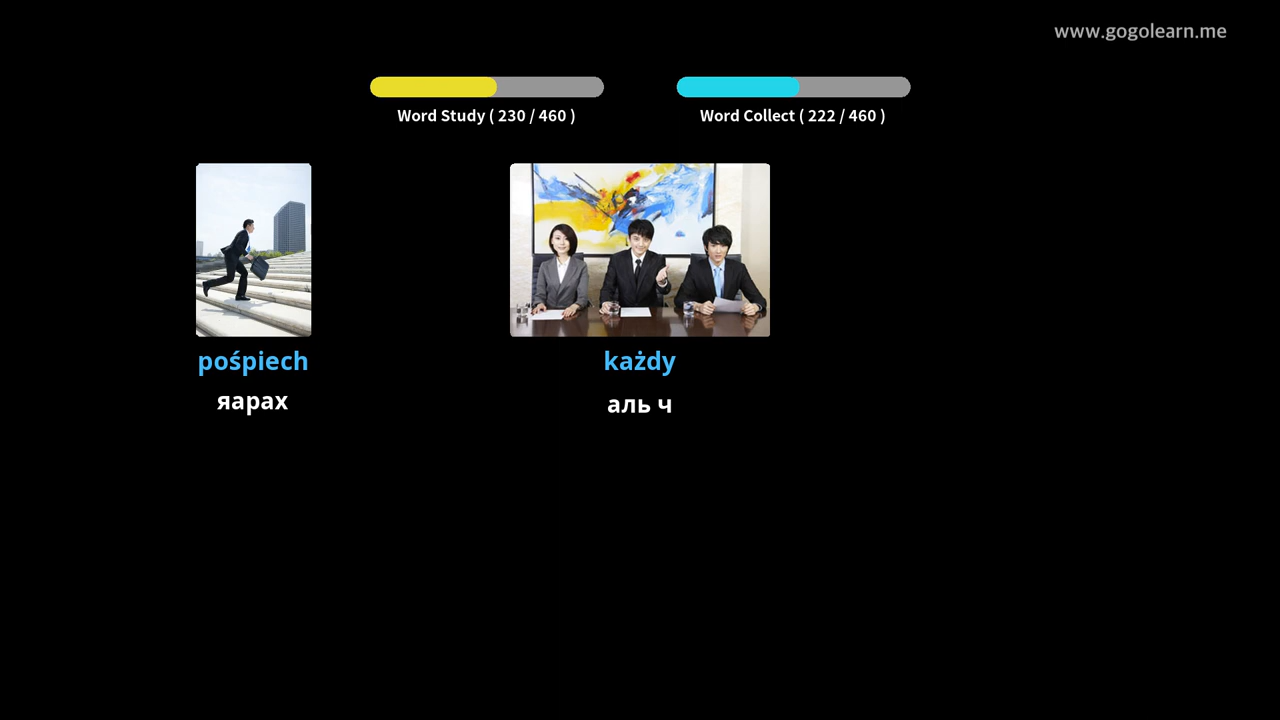 www.gogolearn.me
Word Study ( 230 / 460 )
Word Collect ( 222 / 460 )
pośpiech
яарах
każdy
аль ч